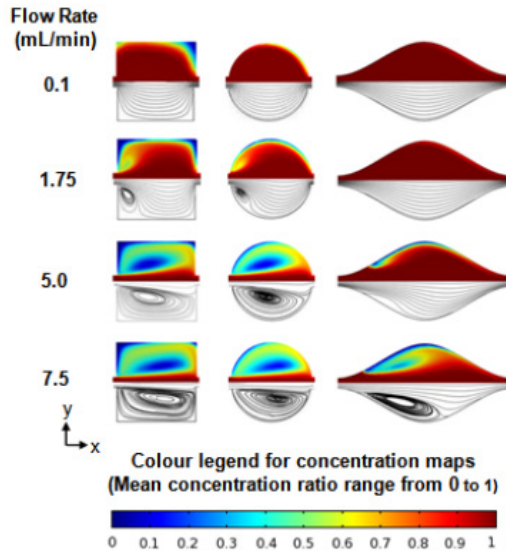 Flow Rate
(mL/min)
0.1
1.75
5.0
7.5
y
x
Colour legend for concentration maps
(Mean concentration ratio range from 0 to 1)
0 0.1 0.2 0.3 0.4 0.5 0.6 0.7 0.8 0.9 1